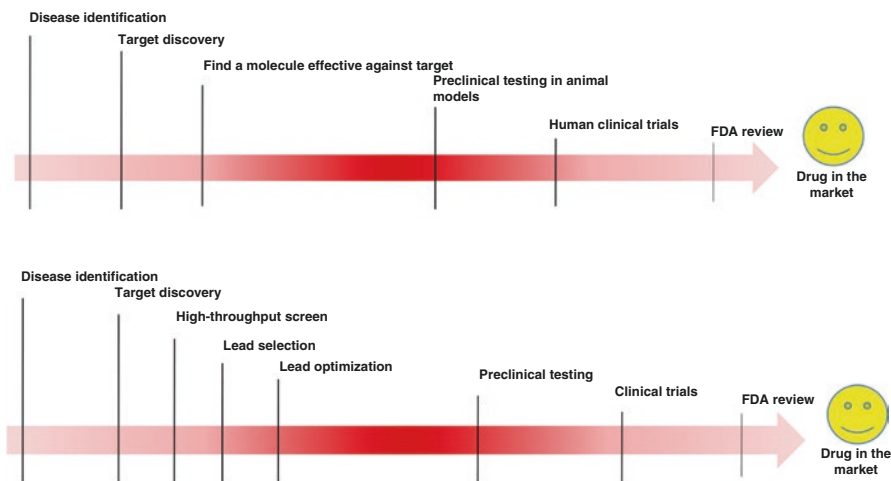 Disease identification
Target discovery
Find a molecule effective against target
Preclinical testing in animal
models
Human clinical trials
FDA review
Drug in the
market
Disease identification
Target discovery
High-throughput screen
Lead selection
Lead optimization
Preclinical testing
Clinical trials
FDA review
Drug in the
market